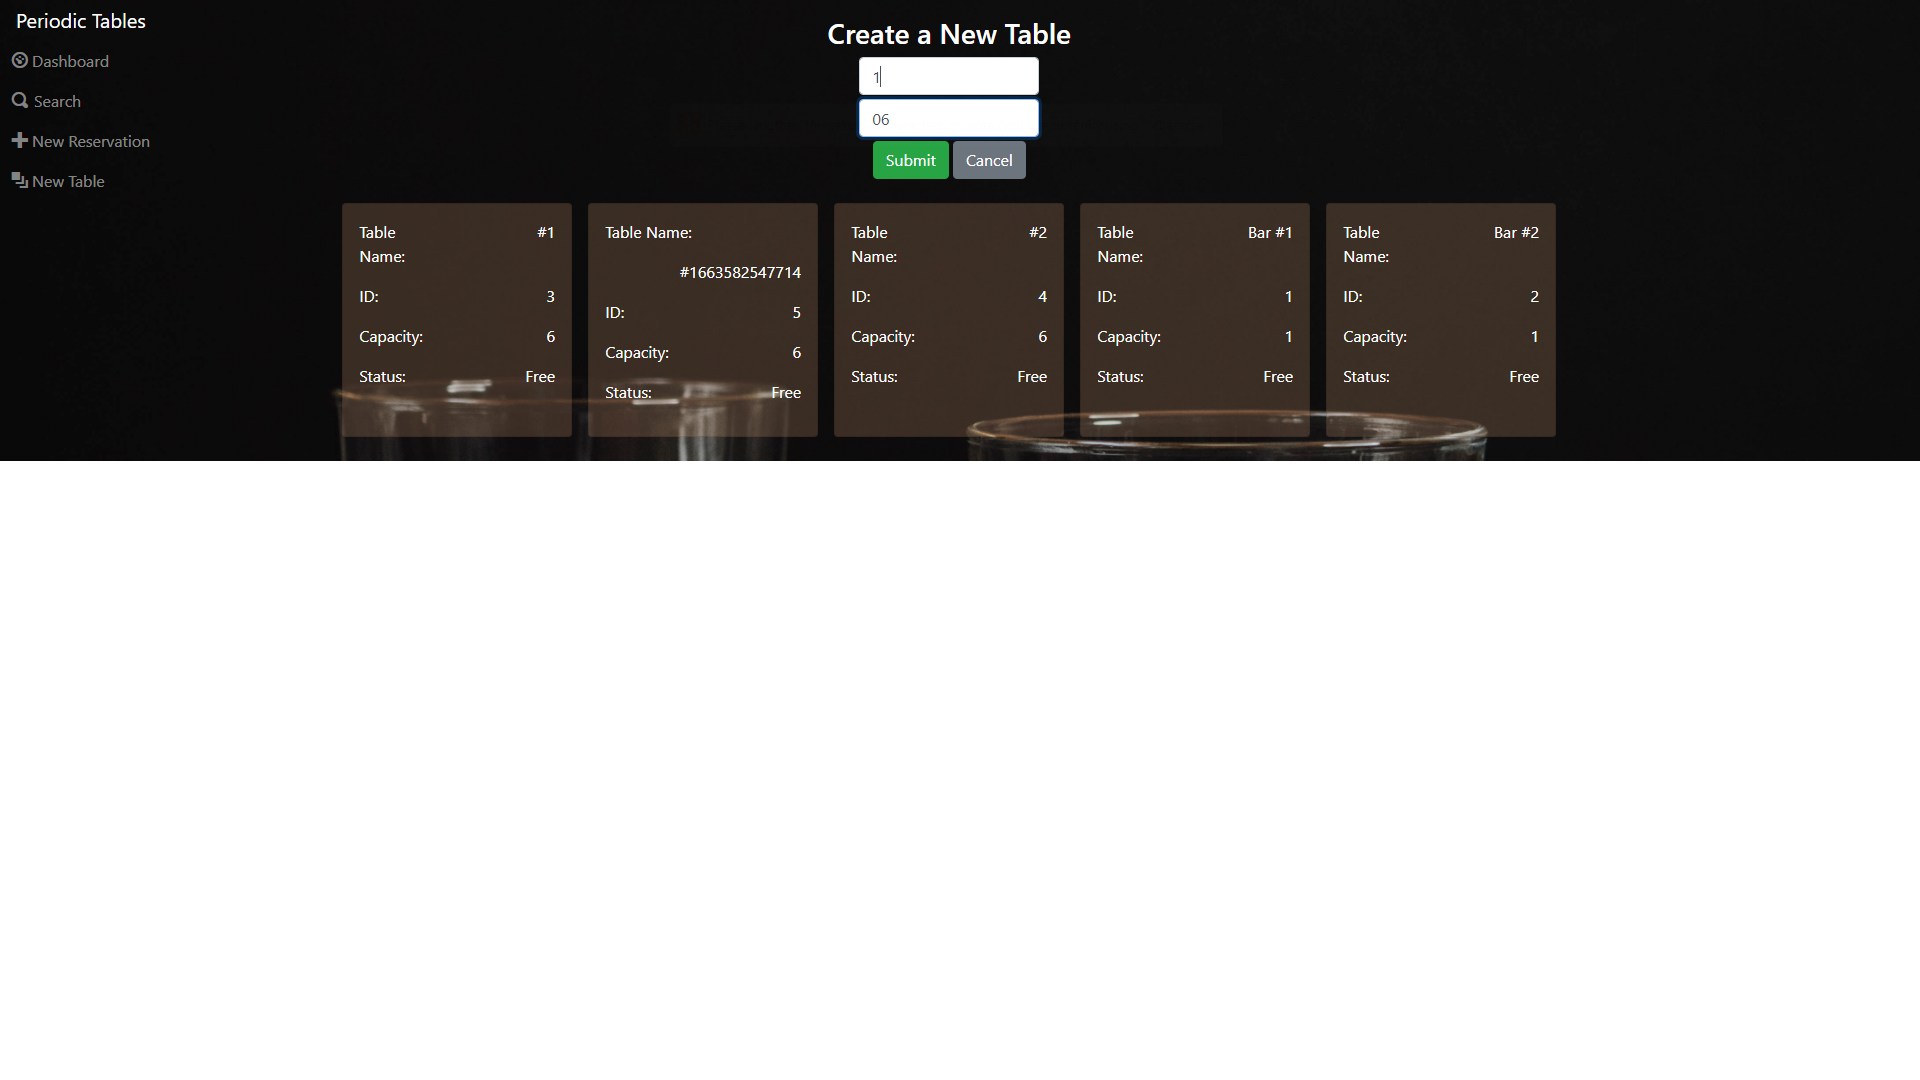 Periodic Tables
Dashboard
Search
New Reservation
New Table
Create a New Table
1
06
Submit Cancel
Table Name: #1
ID: 3
Capacity: 6
Status: Free
Table Name:
#1663582547714
ID: 5
Capacity: 6
Status: Free
Table Name: #2
ID: 4
Capacity: 6
Status: Free
Table Name: Bar #1
ID: 1
Capacity: 1
Status: Free
Table Name: Bar #2
ID: 2
Capacity: 1
Status: Free